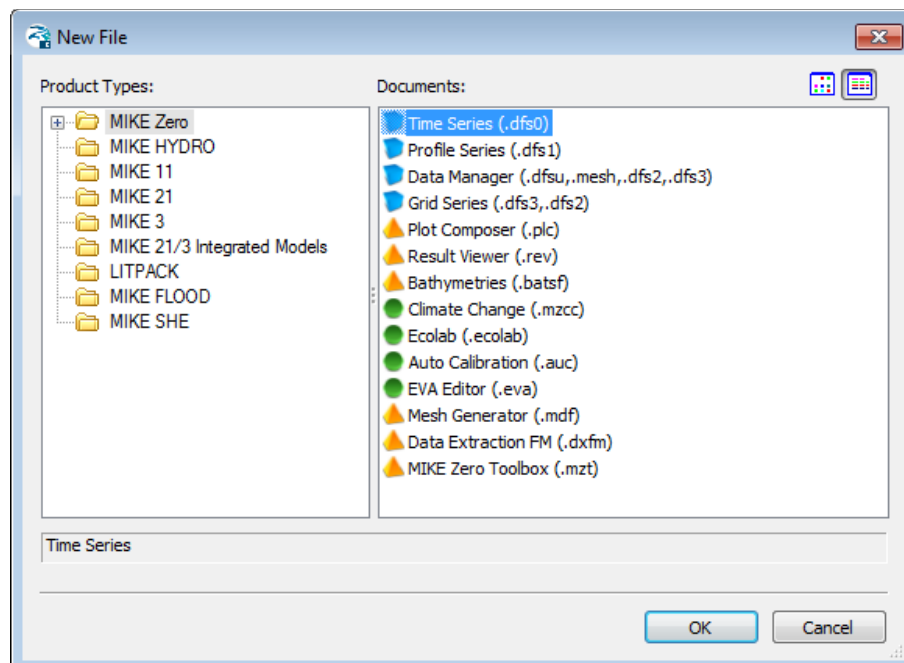 New File
Product Types:
MIKE Zero
MIKE HYDRO
MIKE 11
MIKE 21
MIKE 3
MIKE 21/3 Integrated Models
LITPACK
MIKE FLOOD
MIKE SHE
Documents:
Time Series (.dfs0)
Profile Series (.dfs1)
Data Manager (.dfsu,.mesh,.dfs2,.dfs3)
Grid Series (.dfs3,.dfs2)
Plot Composer (.plc)
Result Viewer (.rev)
Bathymetries (.batsf)
Climate Change (.mzcc)
Ecolab (.ecolab)
Auto Calibration (.auc)
EVA Editor (.eva)
Mesh Generator (.mdf)
Data Extraction FM (.dxfm)
MIKE Zero Toolbox (.mzt)
Time Series
OK
Cancel